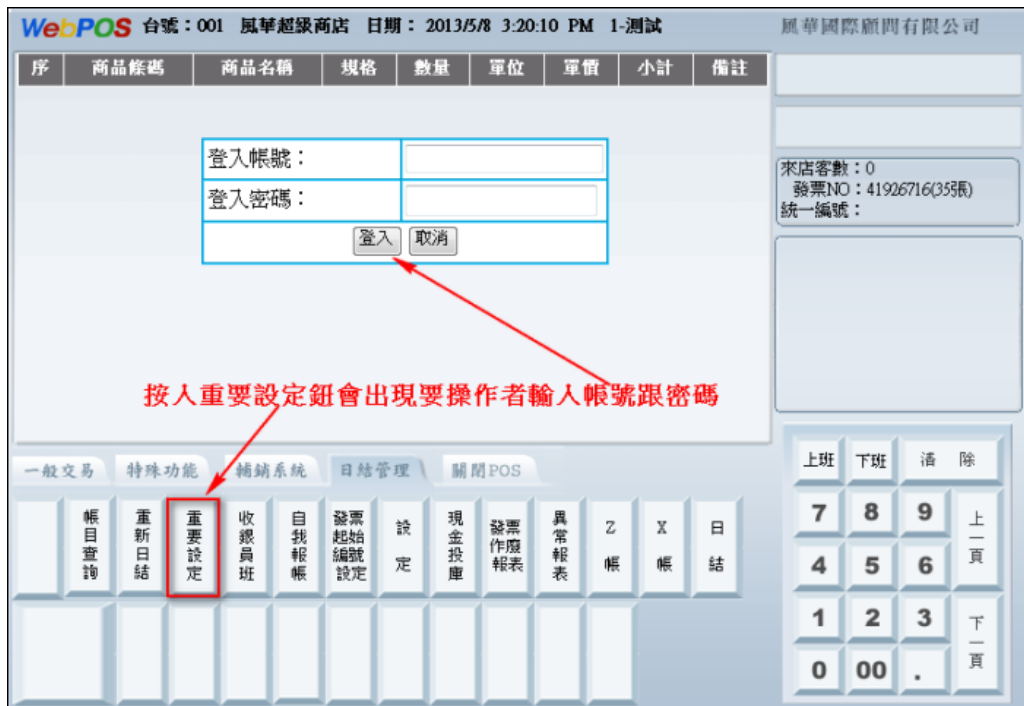 WebPOS 台號：001 風華超級商店 日期： 2013/5/8 3:20:10 PM 1-測試
風華國際顧問有限公司
序 商品條碼 商品名稱 規格 數量 單位 單價 小計 備註
登入帳號：
登入密碼：
登入 取消
來店客數：0
發票NO：41926716(35張)
統一編號：
按入重要設定鈕會出現要操作者輸入帳號跟密碼
一般交易 特殊功能 輔銷系統 日結管理 關閉POS
帳目查詢 重新日結 重要設定 收銀員班 自我報帳 發票起始編號設定 設定 現金投庫 發票作廢報表 異常報表 Z帳 X帳 日結
上班 下班 清除
7 8 9 上一頁
4 5 6
1 2 3 下一頁
0 00 .